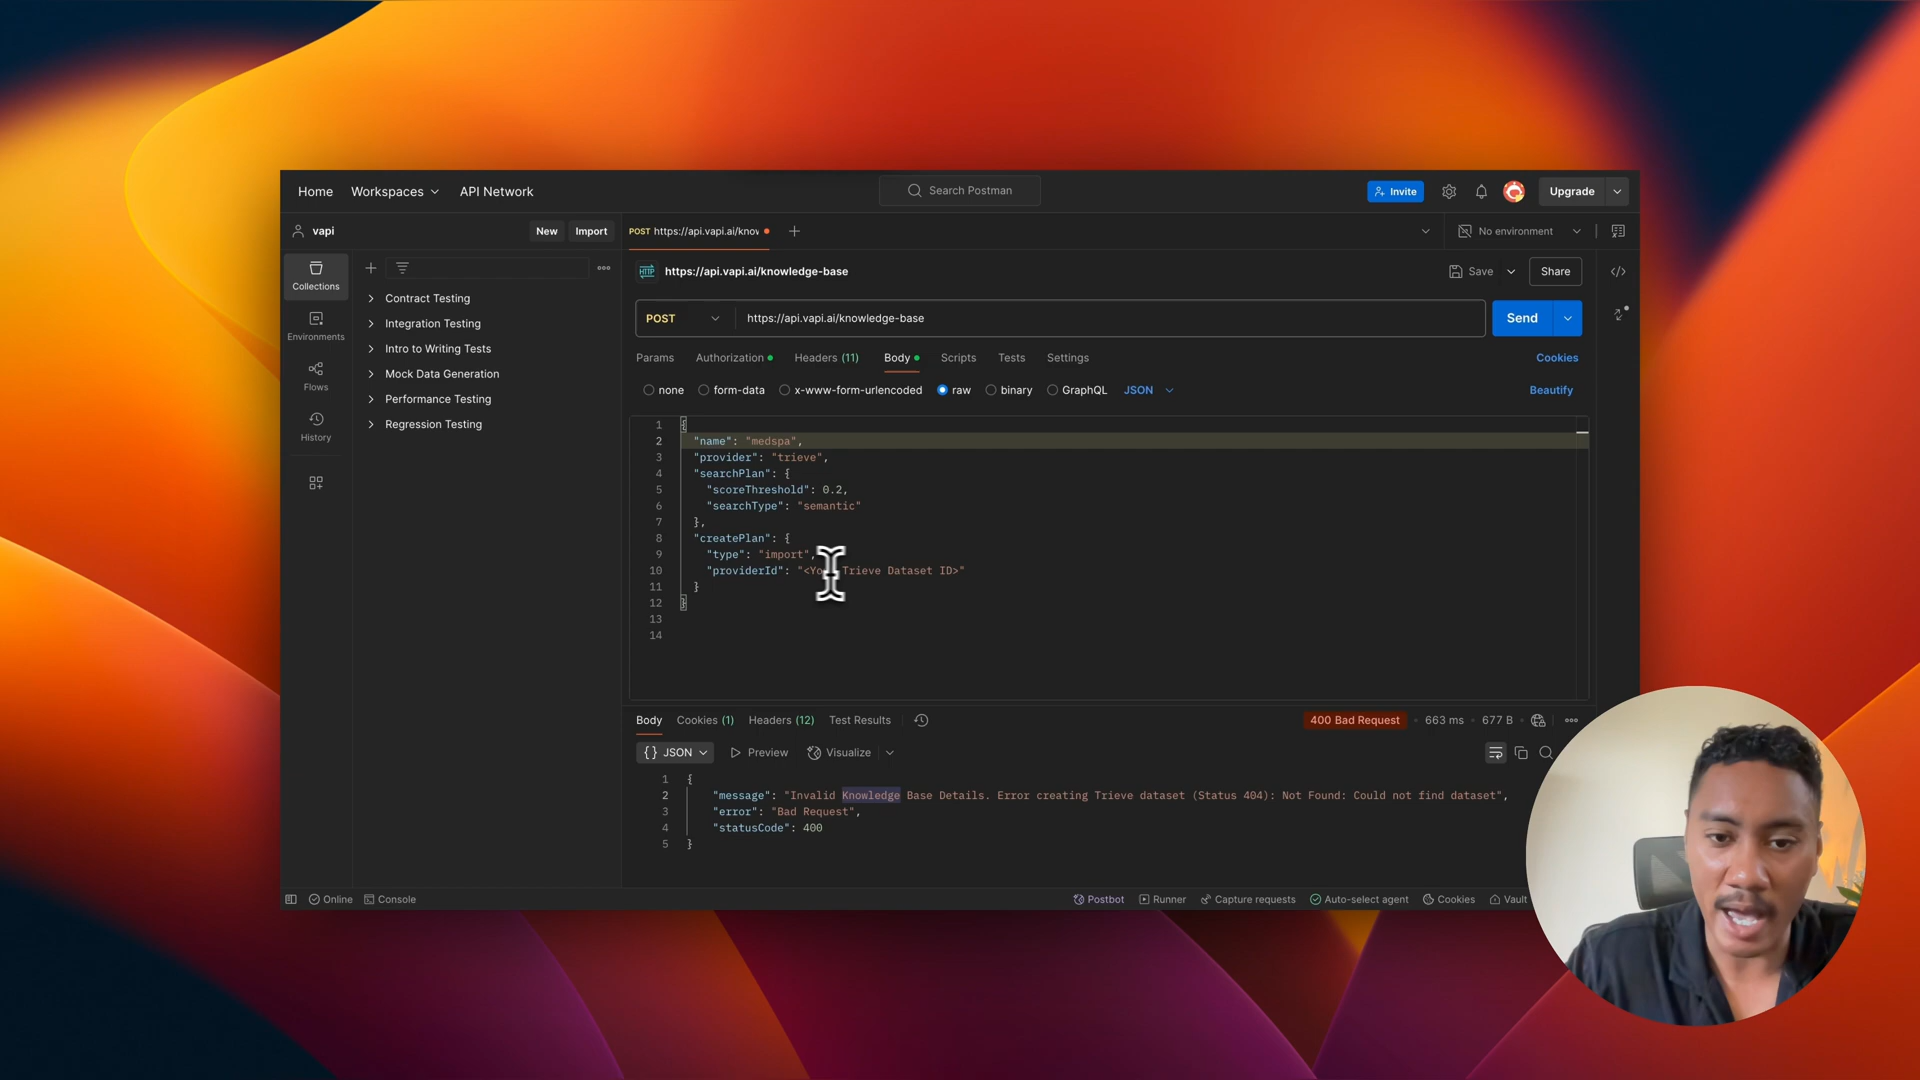 Home Workspaces API Network Search Postman Invite Upgrade
vapi New Import POST https://api.vapi.ai/know No environment
Collections
Environments
Flows
History
Contract Testing
Integration Testing
Intro to Writing Tests
Mock Data Generation
Performance Testing
Regression Testing
HTTP https://api.vapi.ai/knowledge-base Save Share
POST https://api.vapi.ai/knowledge-base Send
Params Authorization Headers (11) Body Scripts Tests Settings Cookies
none form-data x-www-form-urlencoded raw binary GraphQL JSON Beautify
1 {
2 "name": "medspa",
3 "provider": "trieve",
4 "searchPlan": {
5 "scoreThreshold": 0.2,
6 "searchType": "semantic"
7 },
8 "createPlan": {
9 "type": "import",
10 "providerId": "<Yo Trieve Dataset ID>"
11 }
12 }
13
14
Body Cookies (1) Headers (12) Test Results 400 Bad Request • 663 ms • 677 B
{} JSON Preview Visualize
1 {
2 "message": "Invalid Knowledge Base Details. Error creating Trieve dataset (Status 404): Not Found: Could not find dataset",
3 "error": "Bad Request",
4 "statusCode": 400
5 }
Online Console Postbot Runner Capture requests Auto-select agent Cookies Vault